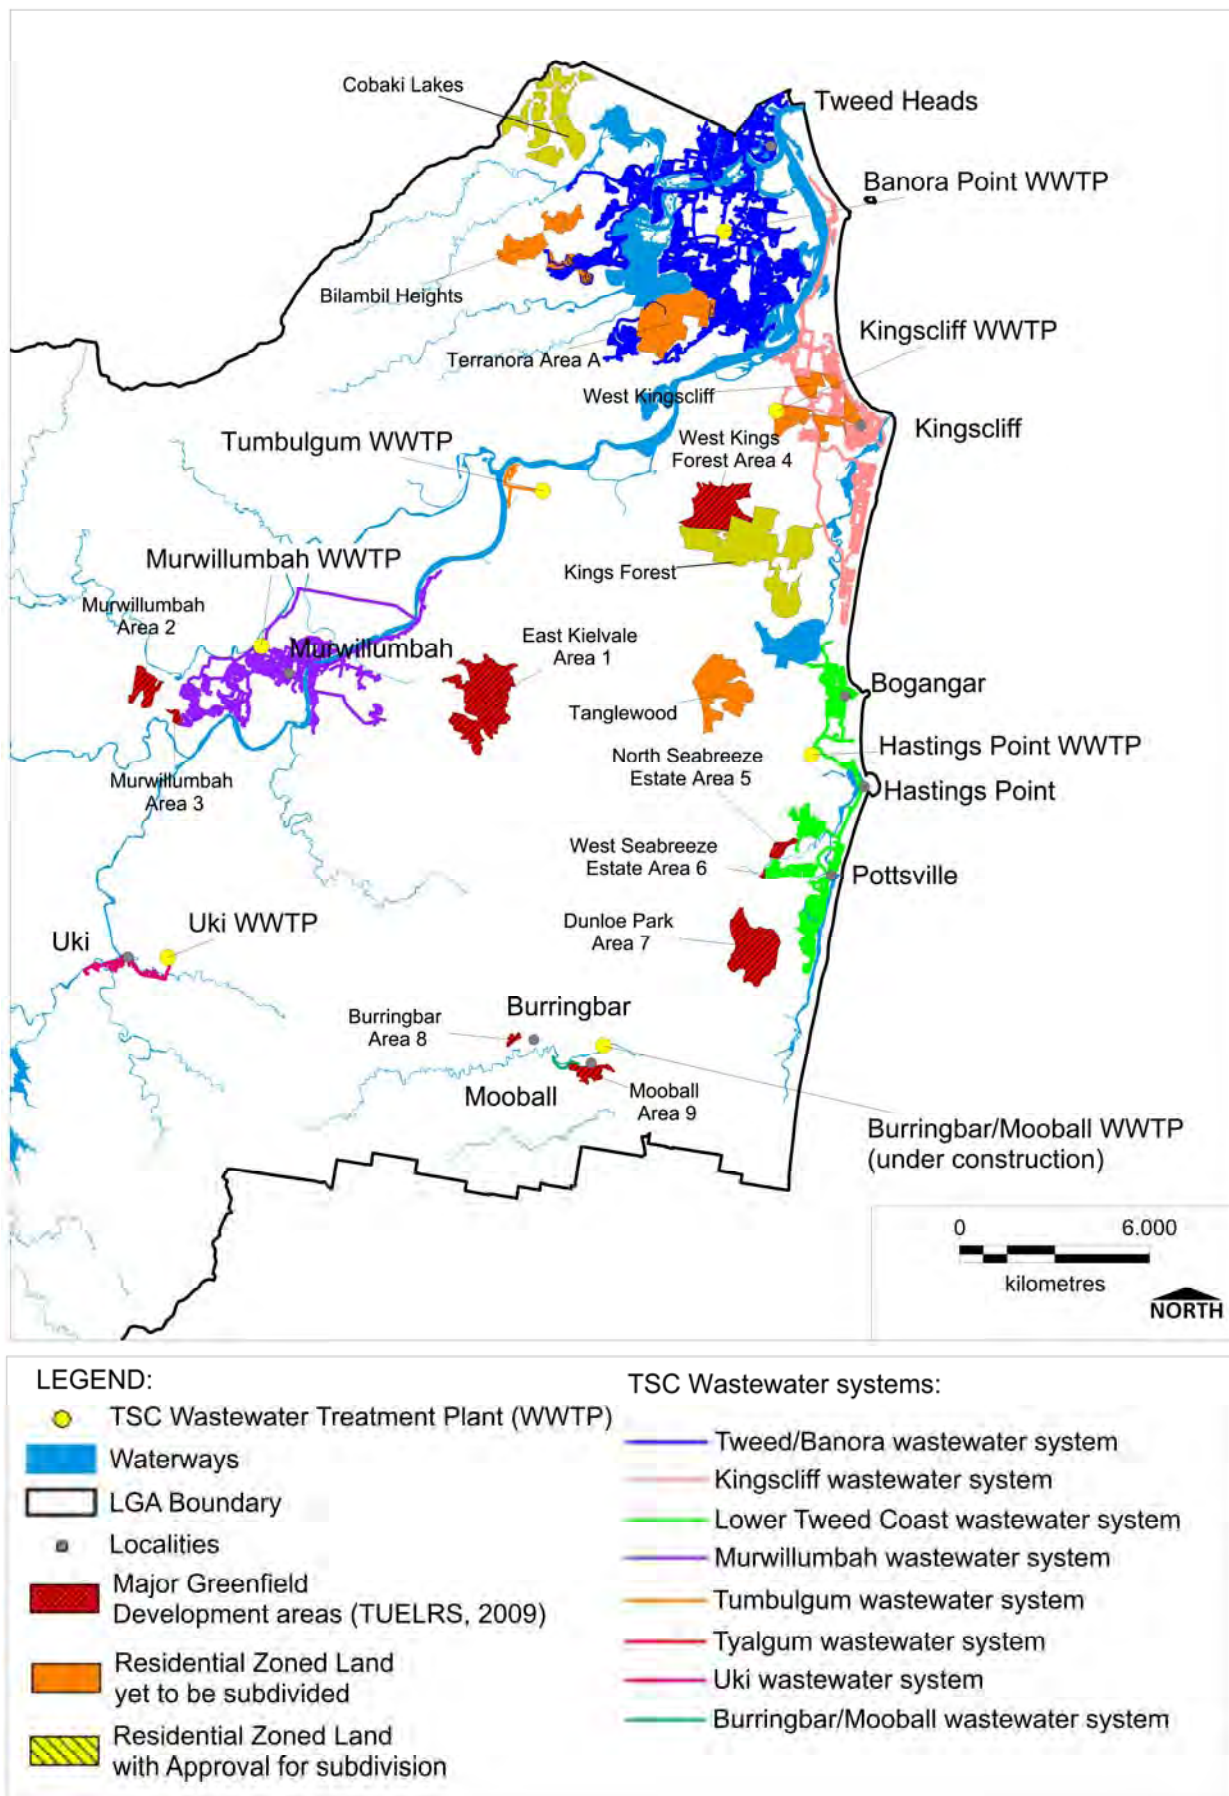 Cobaki Lakes
Tweed Heads
Banora Point WWTP
Bilambil Heights
Kingscliff WWTP
Terranora Area A
West Kingscliff
Kingscliff
Tumbulgum WWTP
West Kings
Forest Area 4
Murwillumbah WWTP
Kings Forest
Murwillumbah
Area 2
Murwillumbah
East Kielvale
Area 1
Bogangar
Tanglewood
Hastings Point WWTP
North Seabreeze
Estate Area 5
Murwillumbah
Area 3
Hastings Point
West Seabreeze
Estate Area 6
Pottsville
Uki WWTP
Uki
Dunloe Park
Area 7
Burringbar
Burringbar
Area 8
Mooball
Mooball
Area 9
Burringbar/Mooball WWTP
(under construction)
0 6.000
kilometres
NORTH
LEGEND:
TSC Wastewater Treatment Plant (WWTP)
Waterways
LGA Boundary
Localities
Major Greenfield
Development areas (TUELRS, 2009)
Residential Zoned Land
yet to be subdivided
Residential Zoned Land
with Approval for subdivision
TSC Wastewater systems:
Tweed/Banora wastewater system
Kingscliff wastewater system
Lower Tweed Coast wastewater system
Murwillumbah wastewater system
Tumbulgum wastewater system
Tyalgum wastewater system
Uki wastewater system
Burringbar/Mooball wastewater system